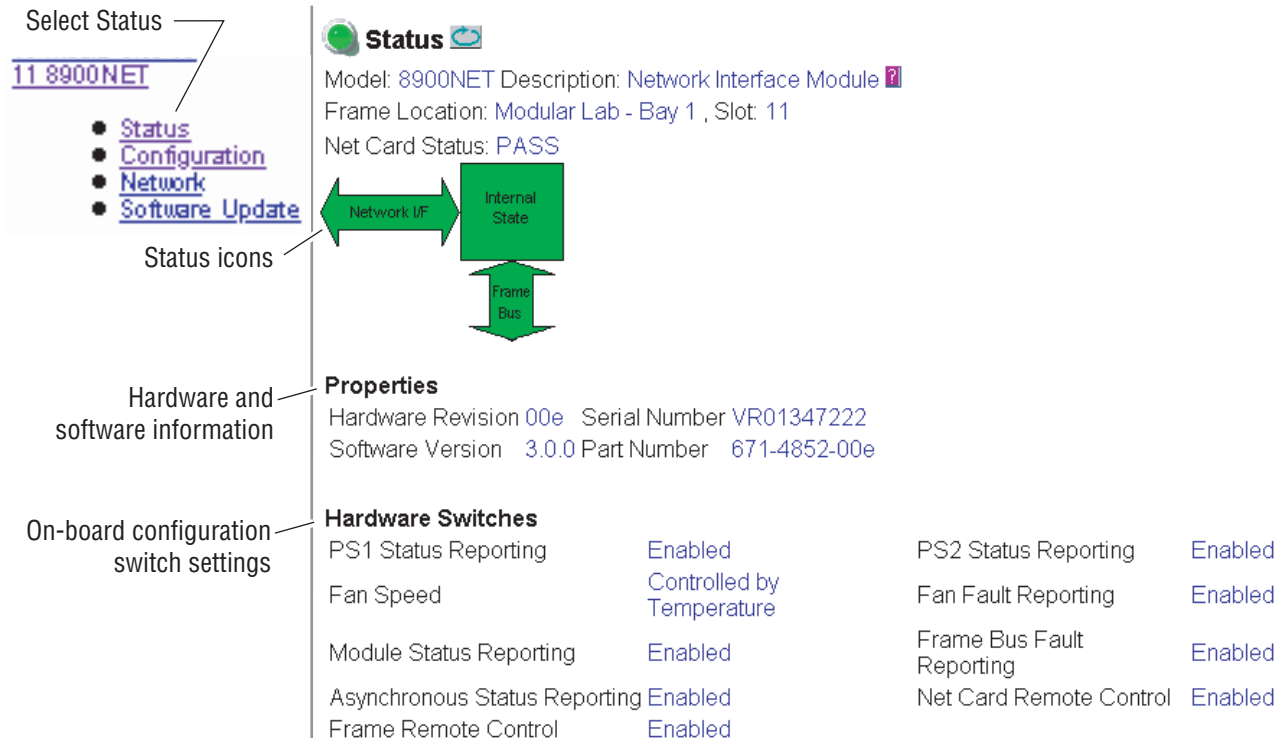 Select Status
11 8900NET
Status
Configuration
Network
Software Update
Status icons
Hardware and
software information
On-board configuration
switch settings
Status
Model: 8900NET Description: Network Interface Module ?
Frame Location: Modular Lab - Bay 1 , Slot: 11
Net Card Status: PASS
Network I/F
Internal
State
Frame
Bus
Properties
Hardware Revision 00e Serial Number VR01347222
Software Version 3.0.0 Part Number 671-4852-00e
Hardware Switches
PS1 Status Reporting Enabled PS2 Status Reporting Enabled
Fan Speed Controlled by
Temperature Fan Fault Reporting Enabled
Module Status Reporting Enabled Frame Bus Fault
Reporting Enabled
Asynchronous Status Reporting Enabled Net Card Remote Control Enabled
Frame Remote Control Enabled